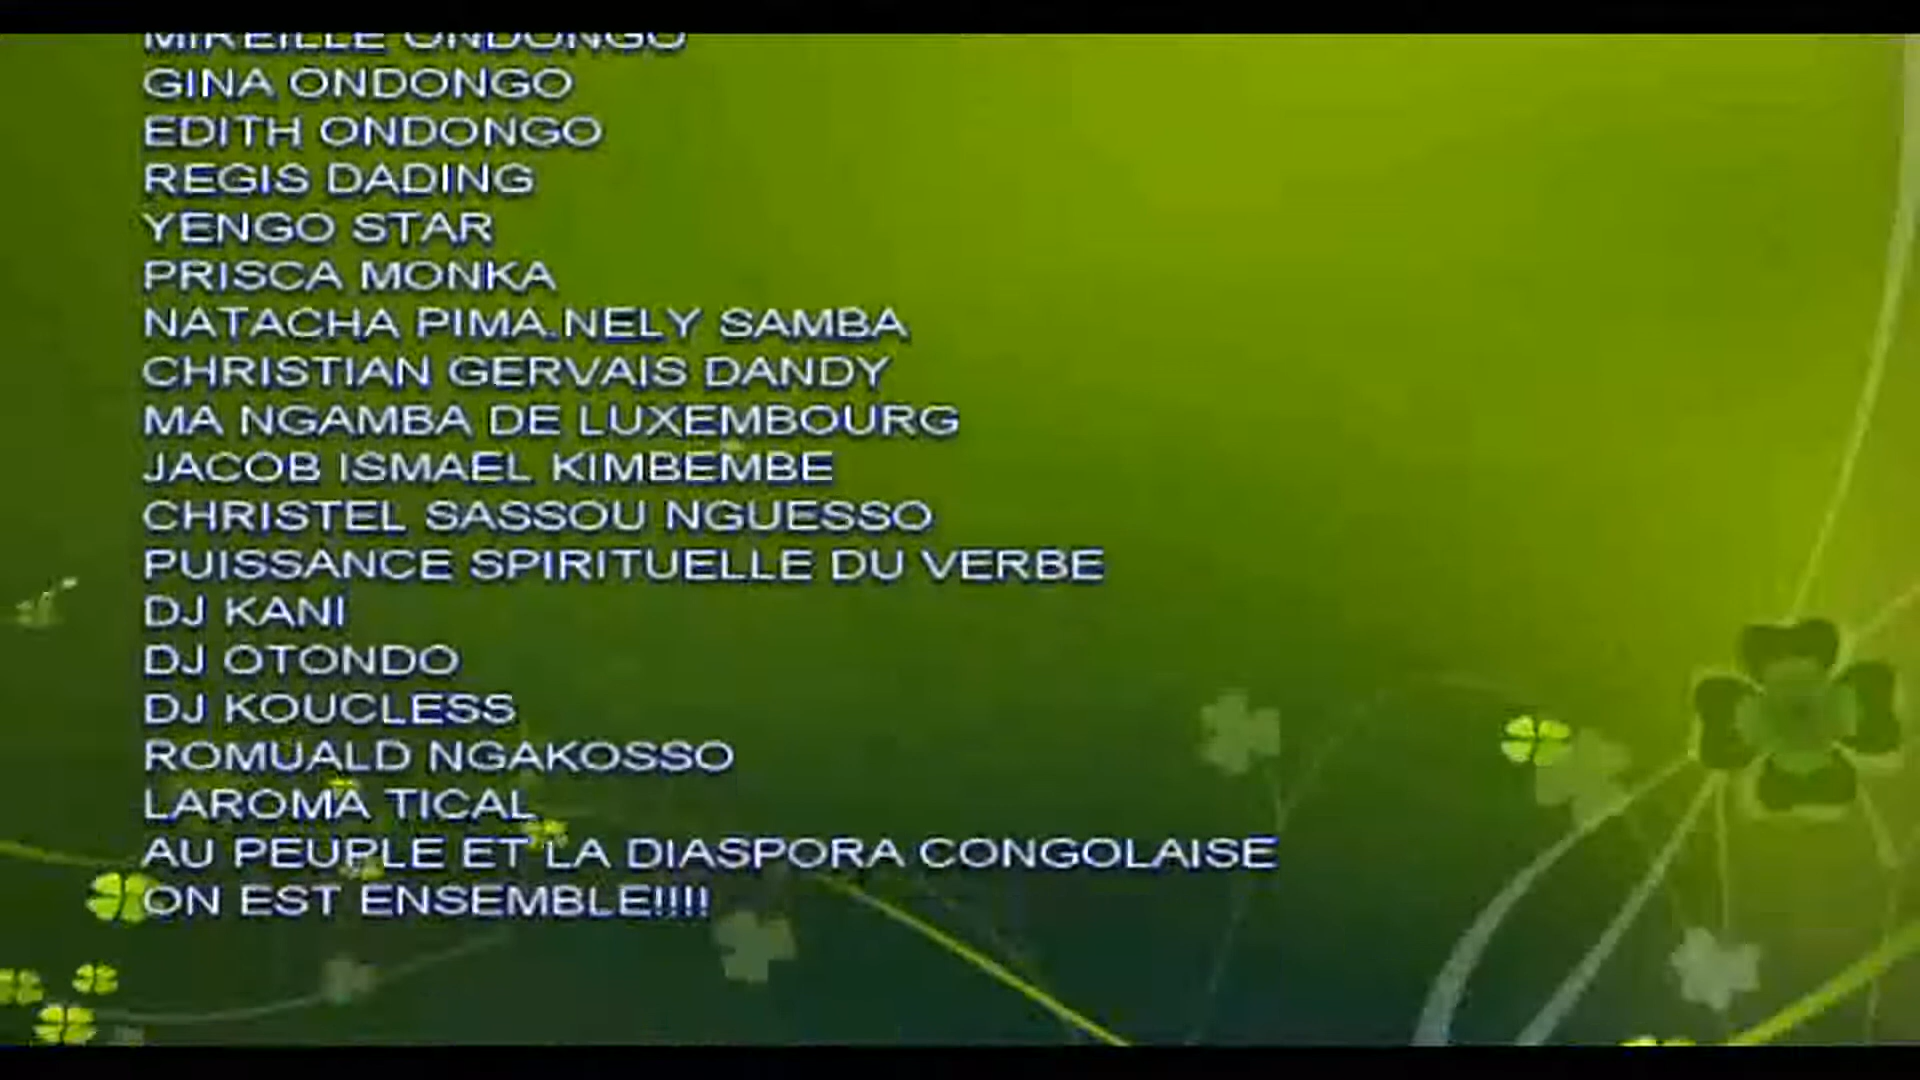 MIREILLE ONDONGO
GINA ONDONGO
EDITH ONDONGO
REGIS DADING
YENGO STAR
PRISCA MONKA
NATACHA PIMA.NELY SAMBA
CHRISTIAN GERVAIS DANDY
MA NGAMBA DE LUXEMBOURG
JACOB ISMAEL KIMBEMBE
CHRISTEL SASSOU NGUESSO
PUISSANCE SPIRITUELLE DU VERBE
DJ KANI
DJ OTONDO
DJ KOUCLESS
ROMUALD NGAKOSSO
LAROMA TICAL
AU PEUPLE ET LA DIASPORA CONGOLAISE
ON EST ENSEMBLE!!!!